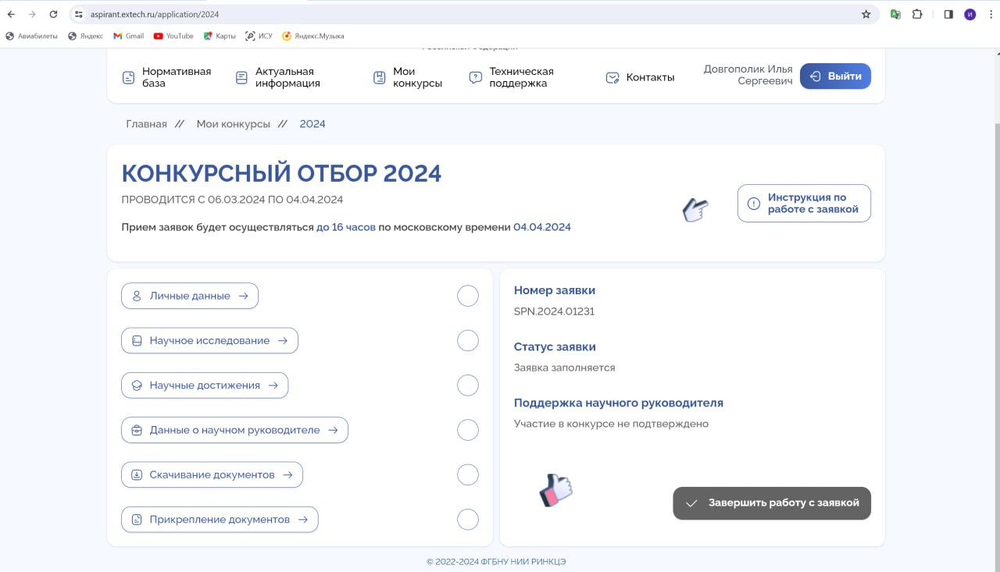 aspirant.extech.ru/application/2024
И
Авиабилеты
Яндекс
Gmail
YouTube
Карты
ИСУ
Яндекс.Музыка
Российской Федерации
Нормативная
база
Актуальная
информация
Мои
конкурсы
Техническая
поддержка
Контакты
Довгополик Илья
Сергеевич
Выйти
Главная // Мои конкурсы // 2024
КОНКУРСНЫЙ ОТБОР 2024
ПРОВОДИТСЯ С 06.03.2024 ПО 04.04.2024
Прием заявок будет осуществляться до 16 часов по московскому времени 04.04.2024
Инструкция по
работе с заявкой
Личные данные
Научное исследование
Научные достижения
Данные о научном руководителе
Скачивание документов
Прикрепление документов
Номер заявки
SPN.2024.01231
Статус заявки
Заявка заполняется
Поддержка научного руководителя
Участие в конкурсе не подтверждено
Завершить работу с заявкой
© 2022-2024 ФГБНУ НИИ РИНКЦЭ